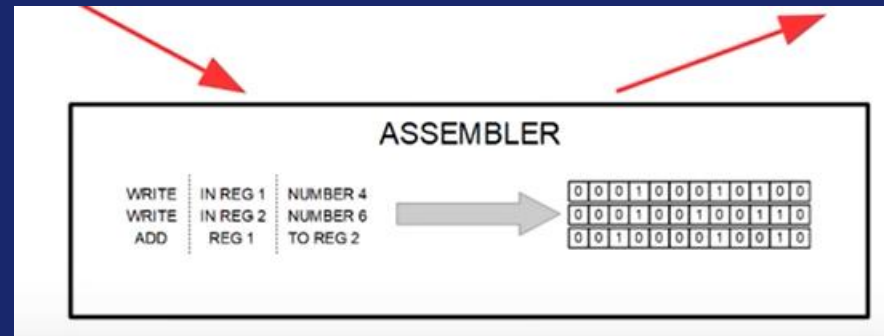 ASSEMBLER
WRITE IN REG 1 NUMBER 4 0 0 0 1 0 0 0 1 0 1 0 0
WRITE IN REG 2 NUMBER 6 0 0 0 1 0 0 1 0 0 1 1 0
ADD REG 1 TO REG 2 0 0 1 0 0 0 0 1 0 0 1 0